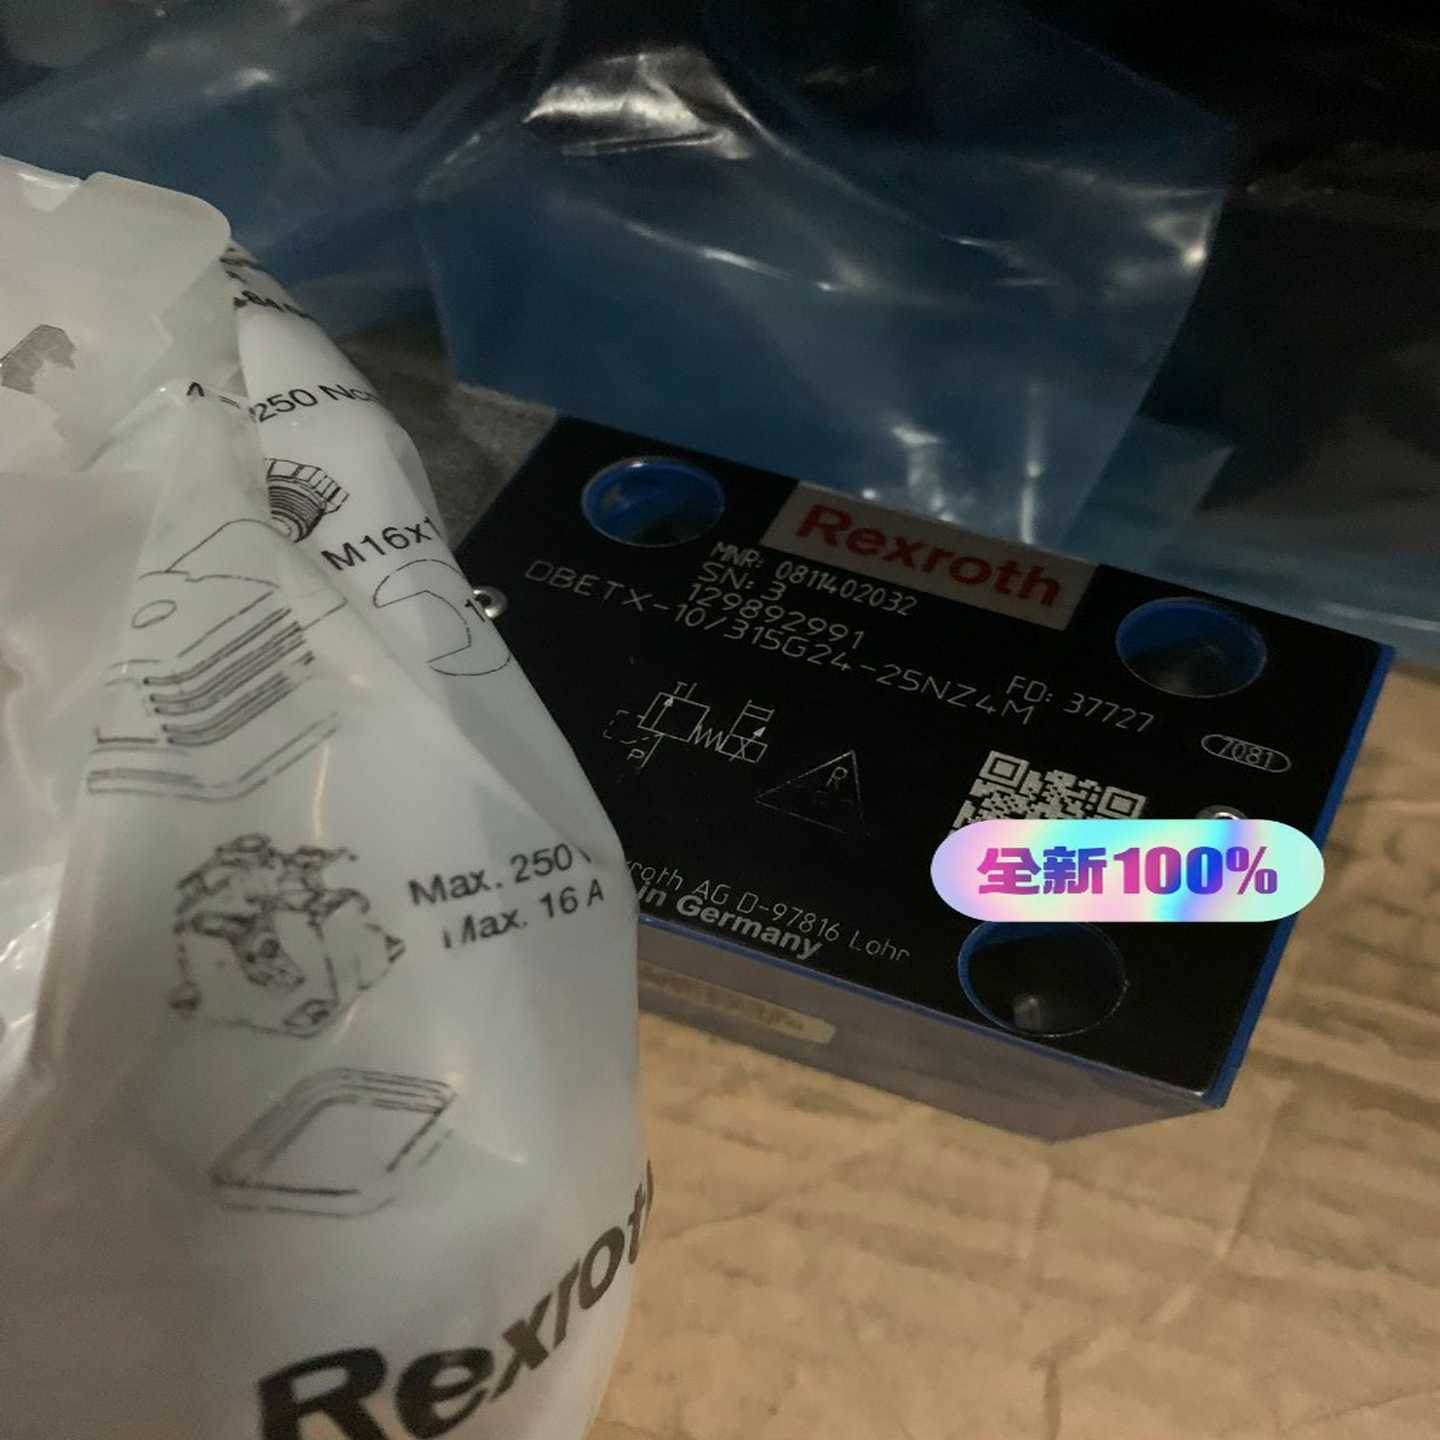 250
M16x1
Max. 250 V
Max. 16 A
Rexroth
Rexroth
MNR: 0811402032
SN: 3
129892991
DBETX-10/315G24-25NZ4M
FD: 37727
7081
T
P
R
AG D-97816 Lohr
in Germany
全新100%